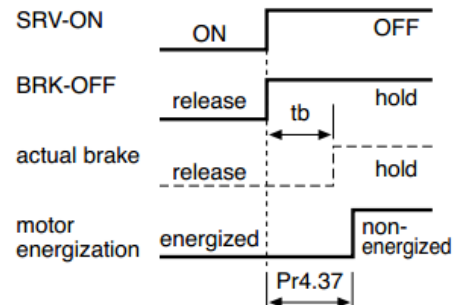 SRV-ON ON OFF
BRK-OFF release hold
tb
actual brake release hold
motor energization energized non-energized
Pr4.37